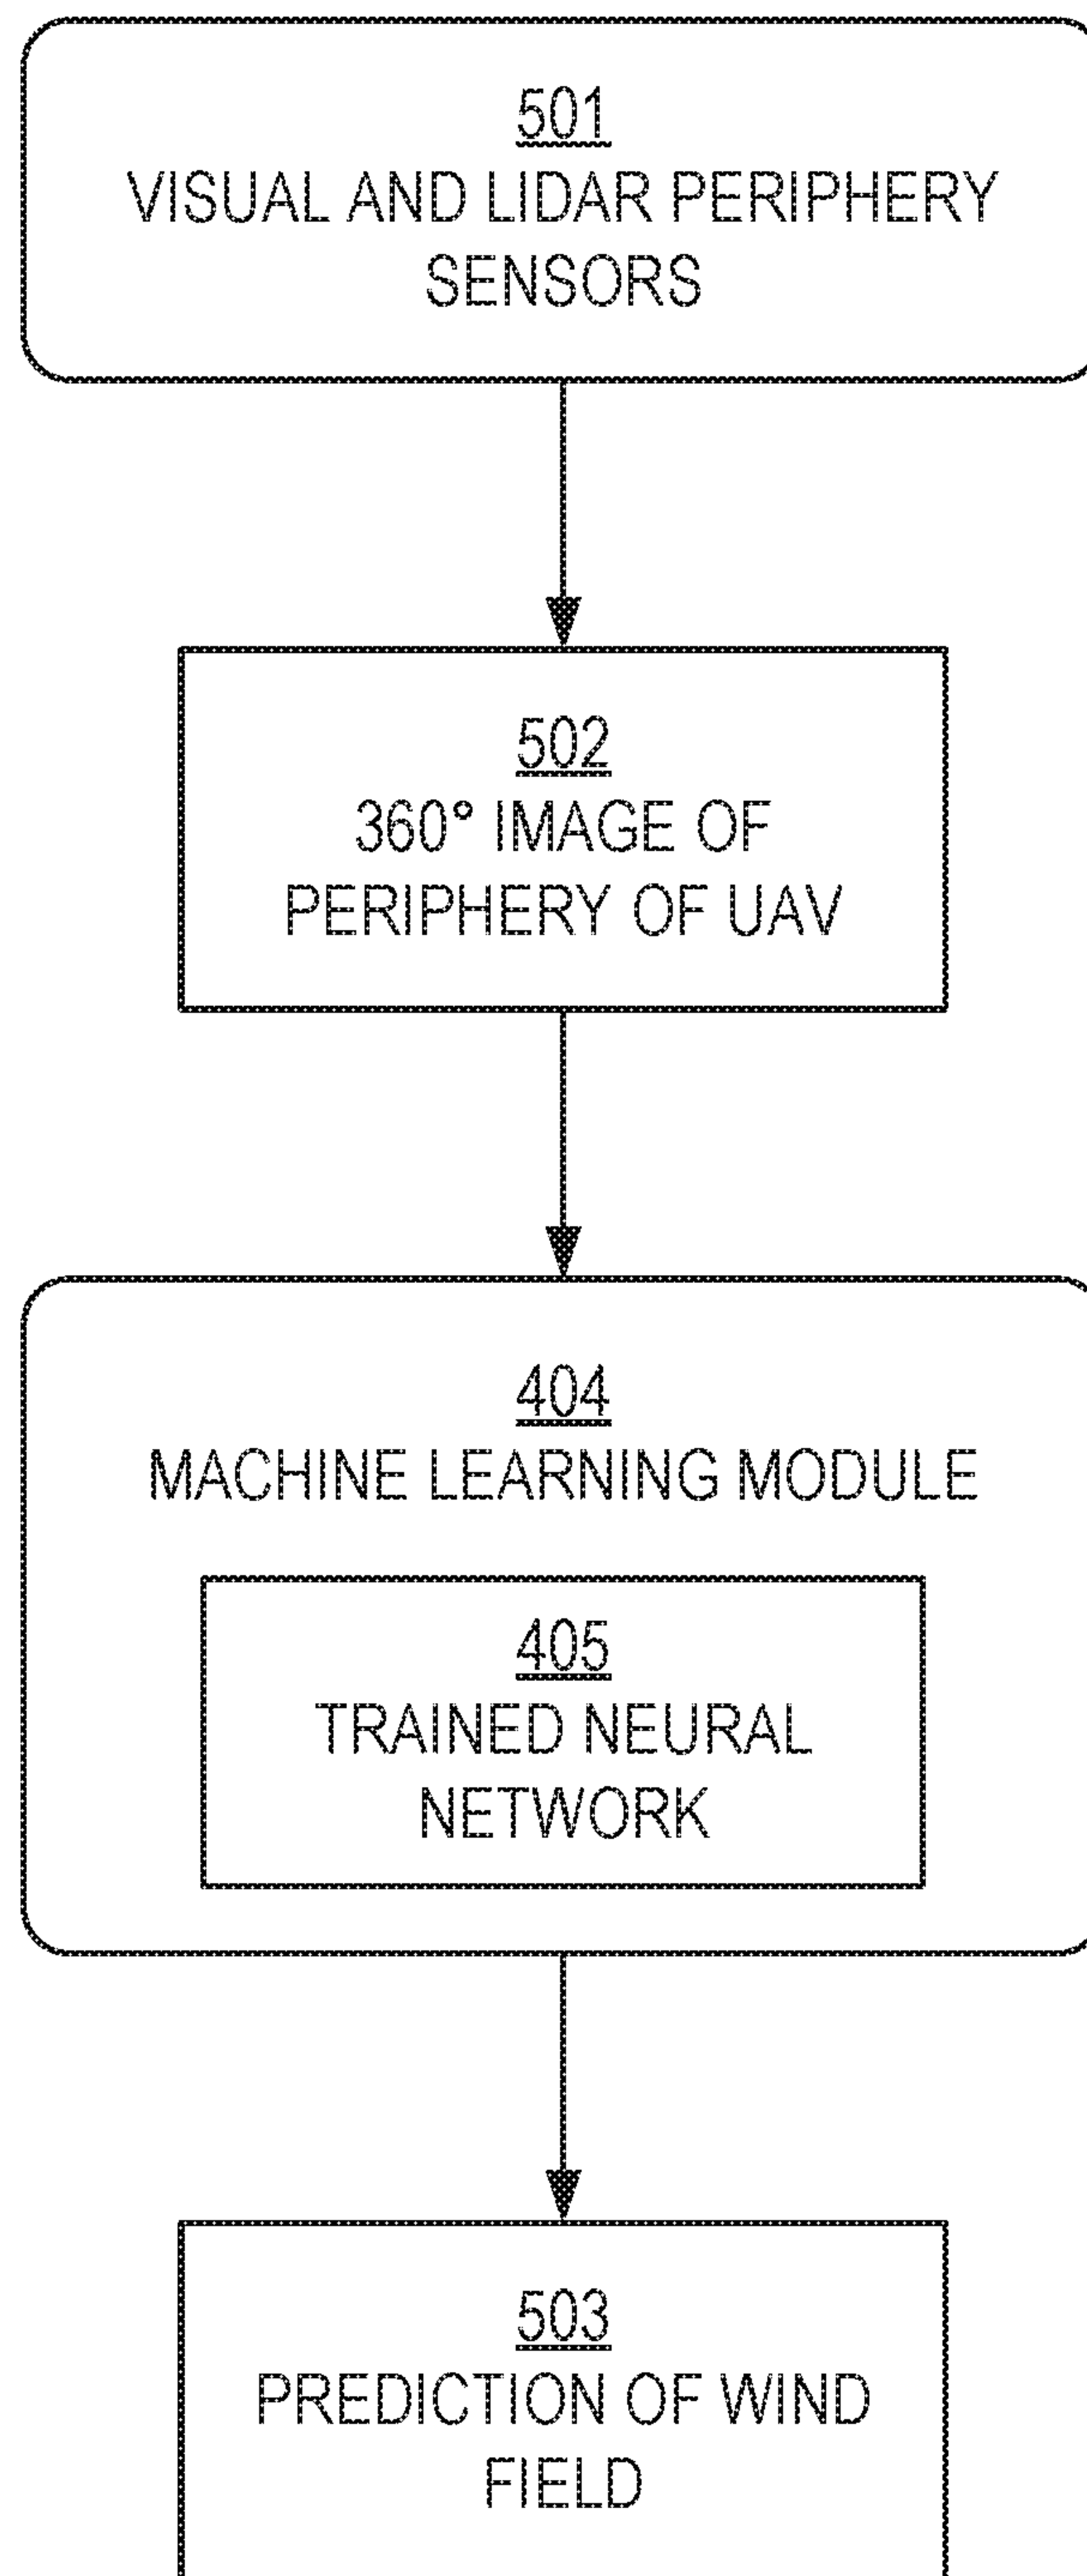 501
VISUAL AND LIDAR PERIPHERY
SENSORS
502
360° IMAGE OF
PERIPHERY OF UAV
404
MACHINE LEARNING MODULE
405
TRAINED NEURAL
NETWORK
503
PREDICTION OF WIND
FIELD